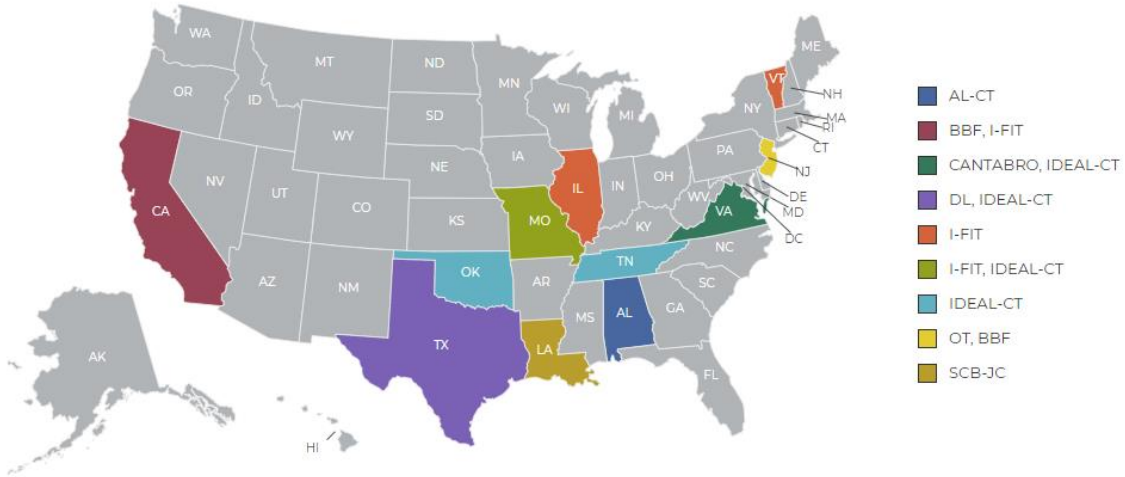 WA
MT
ND
MN
ME
OR
ID
SD
WI
MI
NY
VT
NH
MA
RI
CT
WY
NE
IA
PA
NJ
NV
UT
CO
KS
MO
IL
IN
OH
WV
VA
DE
MD
DC
CA
KY
AZ
NM
OK
AR
TN
NC
SC
TX
LA
MS
AL
GA
FL
AK
HI
AL-CT
BBF, I-FIT
CANTABRO, IDEAL-CT
DL, IDEAL-CT
I-FIT
I-FIT, IDEAL-CT
IDEAL-CT
OT, BBF
SCB-JC